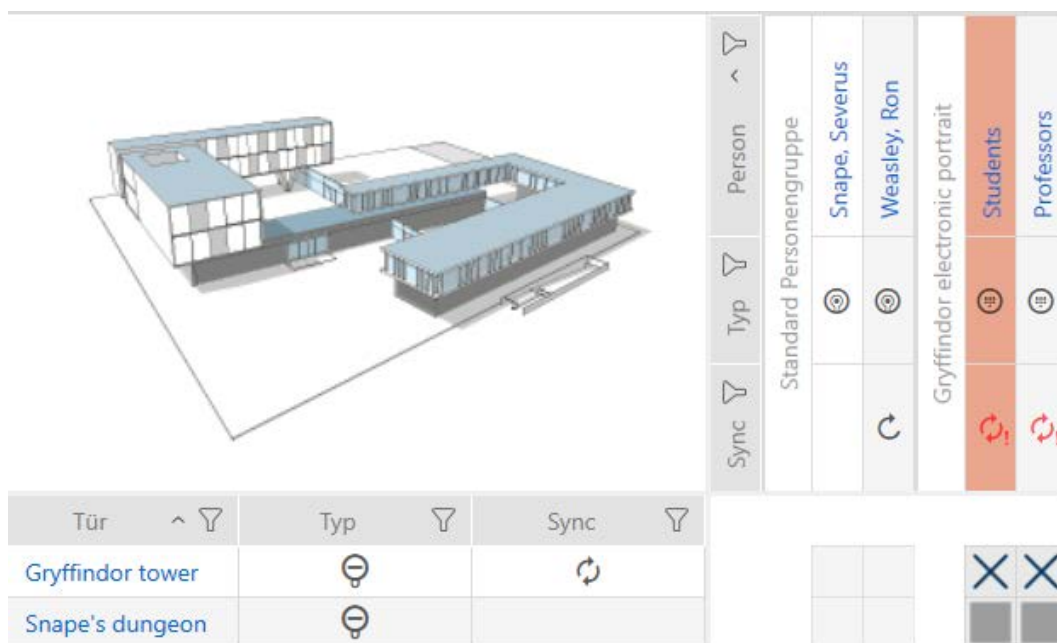 Person
Typ
Sync
Standard Personengruppe
Snape, Severus
Weasley, Ron
Gryffindor electronic portrait
Students
Professors
Tür Typ Sync
Gryffindor tower
Snape's dungeon